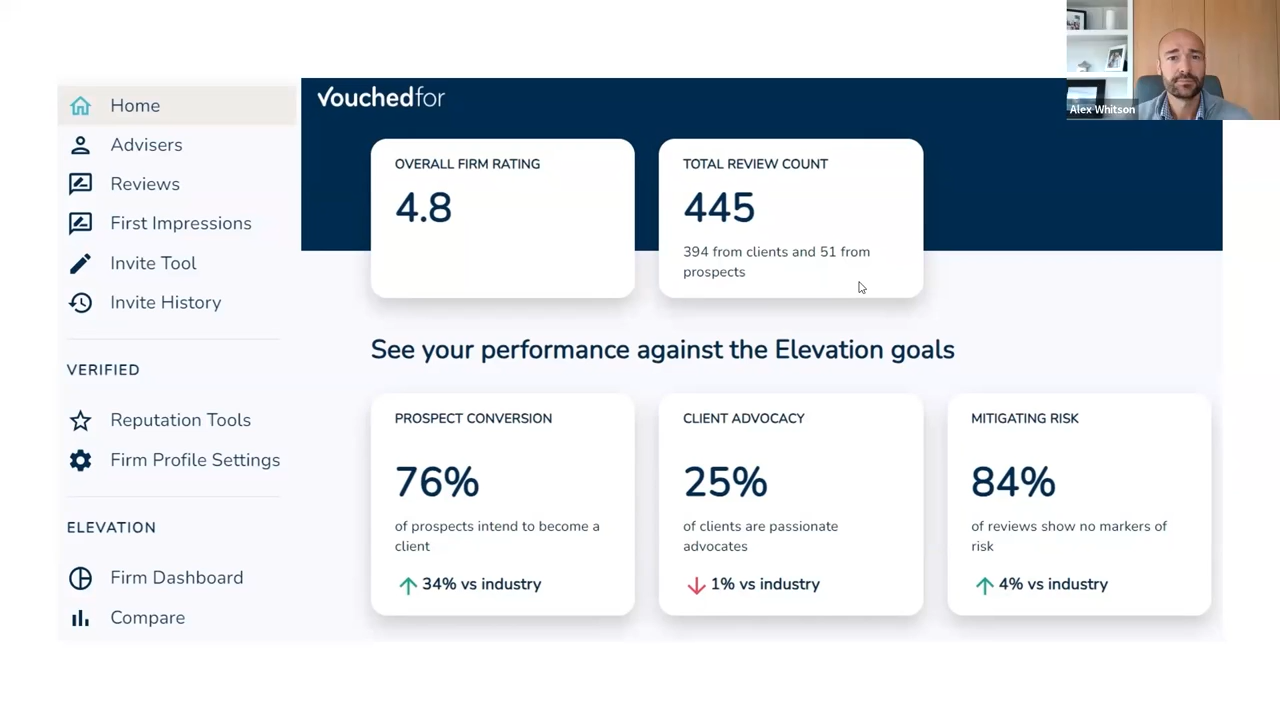 Home
Advisers
Reviews
First Impressions
Invite Tool
Invite History
VERIFIED
Reputation Tools
Firm Profile Settings
ELEVATION
Firm Dashboard
Compare
Vouchedfor
Alex Whitson
OVERALL FIRM RATING
4.8
TOTAL REVIEW COUNT
445
394 from clients and 51 from
prospects
See your performance against the Elevation goals
PROSPECT CONVERSION
76%
of prospects intend to become a
client
34% vs industry
CLIENT ADVOCACY
25%
of clients are passionate
advocates
1% vs industry
MITIGATING RISK
84%
of reviews show no markers of
risk
4% vs industry